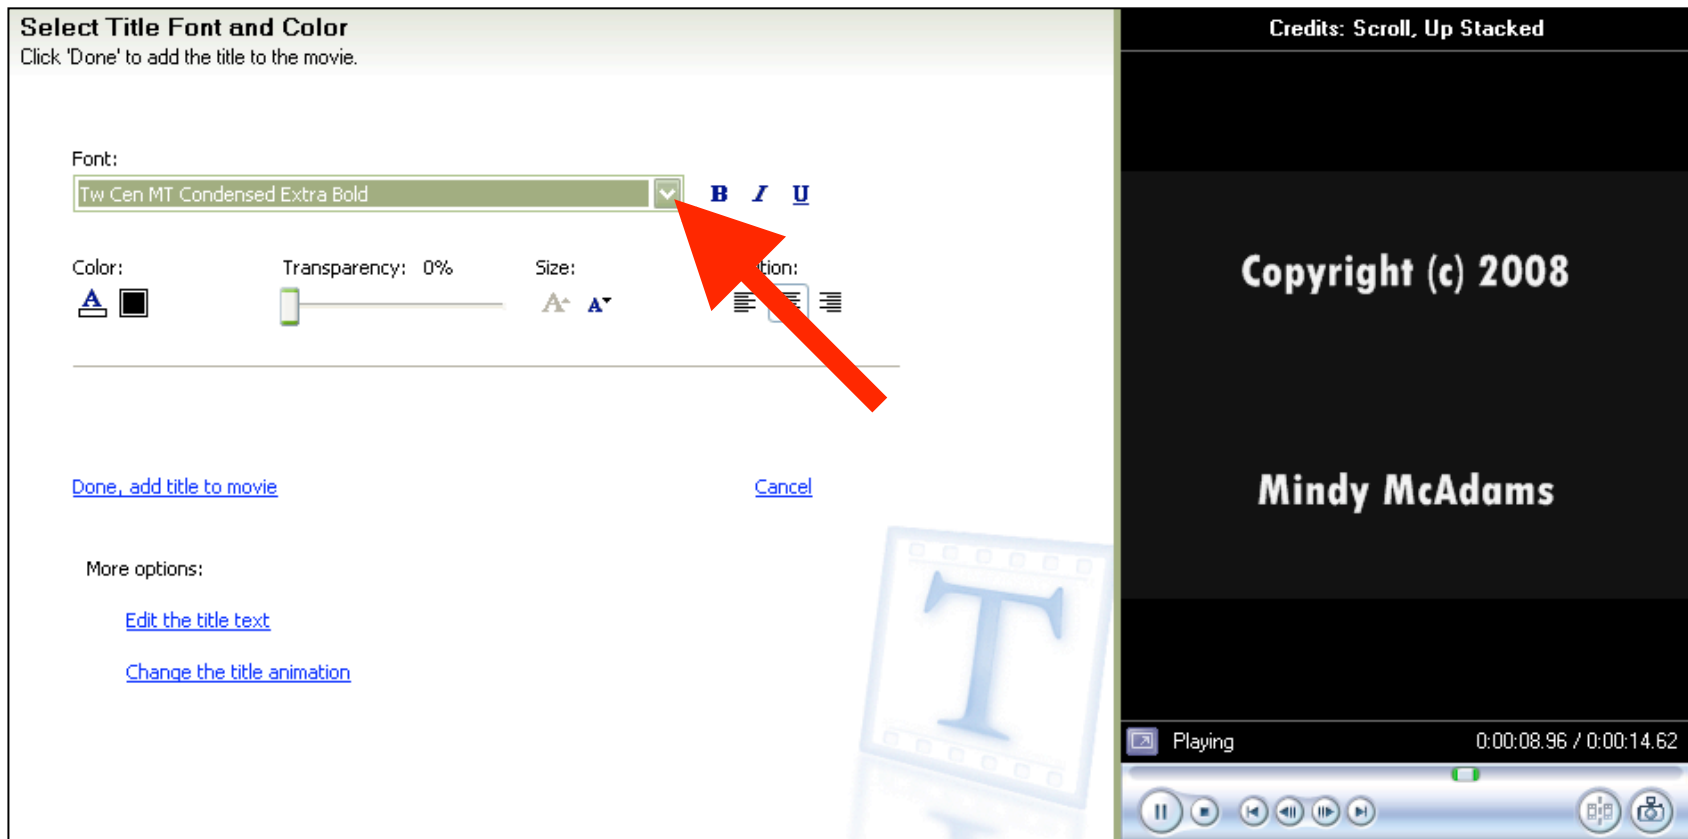 Select Title Font and Color
Click 'Done' to add the title to the movie.
Font:
Tw Cen MT Condensed Extra Bold
B I U
Color:
Transparency: 0%
Size:
A
A A
Done, add title to movie
Cancel
More options:
Edit the title text
Change the title animation
T
Credits: Scroll, Up Stacked
Copyright (c) 2008
Mindy McAdams
Playing
0:00:08.96 / 0:00:14.62